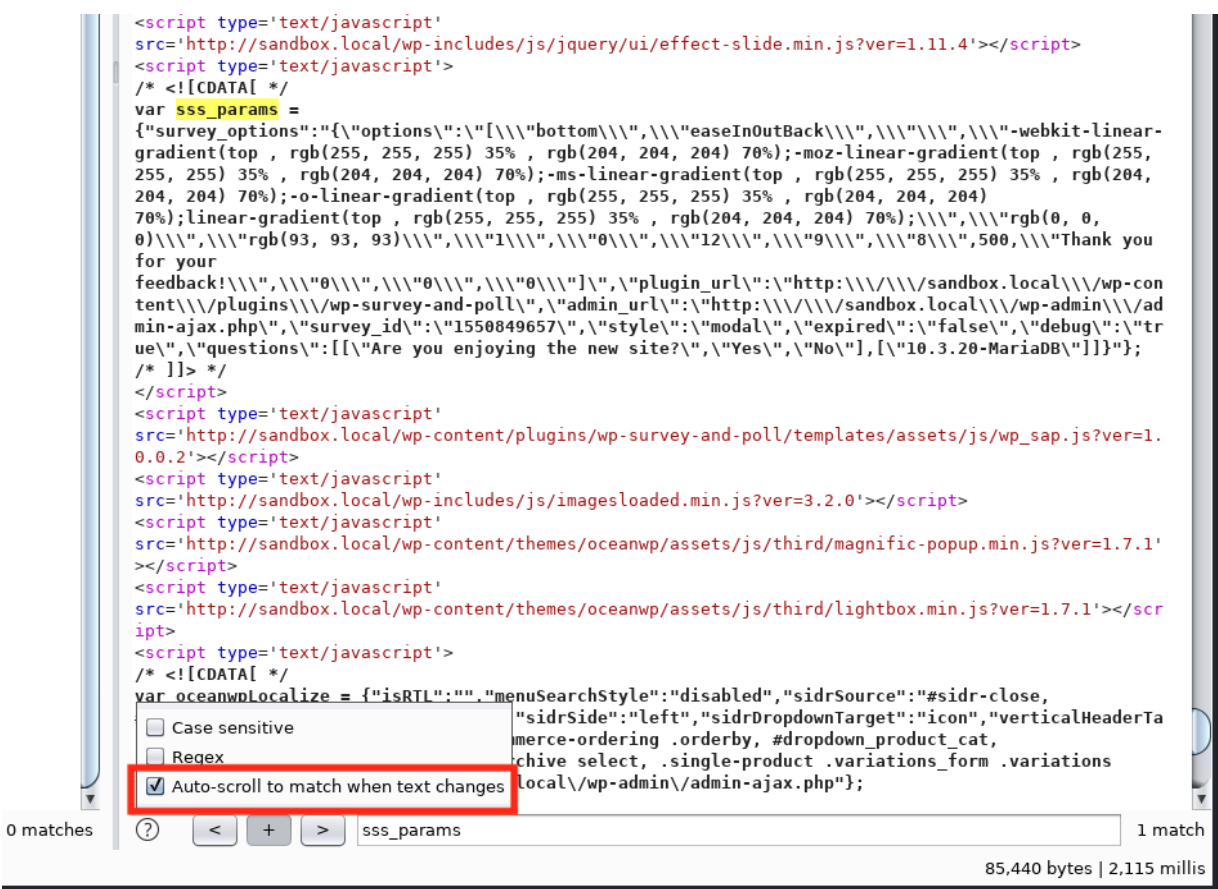 <script type='text/javascript'
src='http://sandbox.local/wp-includes/js/jquery/ui/effect-slide.min.js?ver=1.11.4'></script>
<script type='text/javascript'>
/* <![CDATA[ */
var sss_params =
{"survey_options":"{\"options\":\"[\\\"bottom\\\",\\\"easeInOutBack\\\",\\\"\\\",\\\"-webkit-linear-
gradient(top , rgb(255, 255, 255) 35% , rgb(204, 204, 204) 70%);-moz-linear-gradient(top , rgb(255,
255, 255) 35% , rgb(204, 204, 204) 70%);-ms-linear-gradient(top , rgb(255, 255, 255) 35% , rgb(204,
204, 204) 70%);-o-linear-gradient(top , rgb(255, 255, 255) 35% , rgb(204, 204, 204)
70%);linear-gradient(top , rgb(255, 255, 255) 35% , rgb(204, 204, 204) 70%);\\\",\\\"rgb(0, 0,
0)\\\",\\\"rgb(93, 93, 93)\\\",\\\"1\\\",\\\"0\\\",\\\"12\\\",\\\"9\\\",\\\"8\\\",500,\\\"Thank you
for your
feedback!\\\",\\\"0\\\",\\\"0\\\",\\\"0\\\"]\",\"plugin_url\":\"http:\\\/\\\/sandbox.local\\\/wp-con
tent\\\/plugins\\\/wp-survey-and-poll\",\"admin_url\":\"http:\\\/\\\/sandbox.local\\\/wp-admin\\\/ad
min-ajax.php\",\"survey_id\":\"1550849657\",\"style\":\"modal\",\"expired\":\"false\",\"debug\":\"tr
ue\",\"questions\":[[\"Are you enjoying the new site?\",\"Yes\",\"No\"],[\"10.3.20-MariaDB\"]]}"};
/* ]]> */
</script>
<script type='text/javascript'
src='http://sandbox.local/wp-content/plugins/wp-survey-and-poll/templates/assets/js/wp_sap.js?ver=1.
0.0.2'></script>
<script type='text/javascript'
src='http://sandbox.local/wp-includes/js/imagesloaded.min.js?ver=3.2.0'></script>
<script type='text/javascript'
src='http://sandbox.local/wp-content/themes/oceanwp/assets/js/third/magnific-popup.min.js?ver=1.7.1'
></script>
<script type='text/javascript'
src='http://sandbox.local/wp-content/themes/oceanwp/assets/js/third/lightbox.min.js?ver=1.7.1'></scr
ipt>
<script type='text/javascript'>
/* <![CDATA[ */
var oceanwpLocalize = {"isRTL":"","menuSearchStyle":"disabled","sidrSource":"#sidr-close,
"sidrSide":"left","sidrDropdownTarget":"icon","verticalHeaderTa
Case sensitive
merce-ordering .orderby, #dropdown_product_cat,
Regex
chive select, .single-product .variations_form .variations
Auto-scroll to match when text changes
local\/wp-admin\/admin-ajax.php"};
0 matches
? < + > sss_params 1 match
85,440 bytes | 2,115 millis